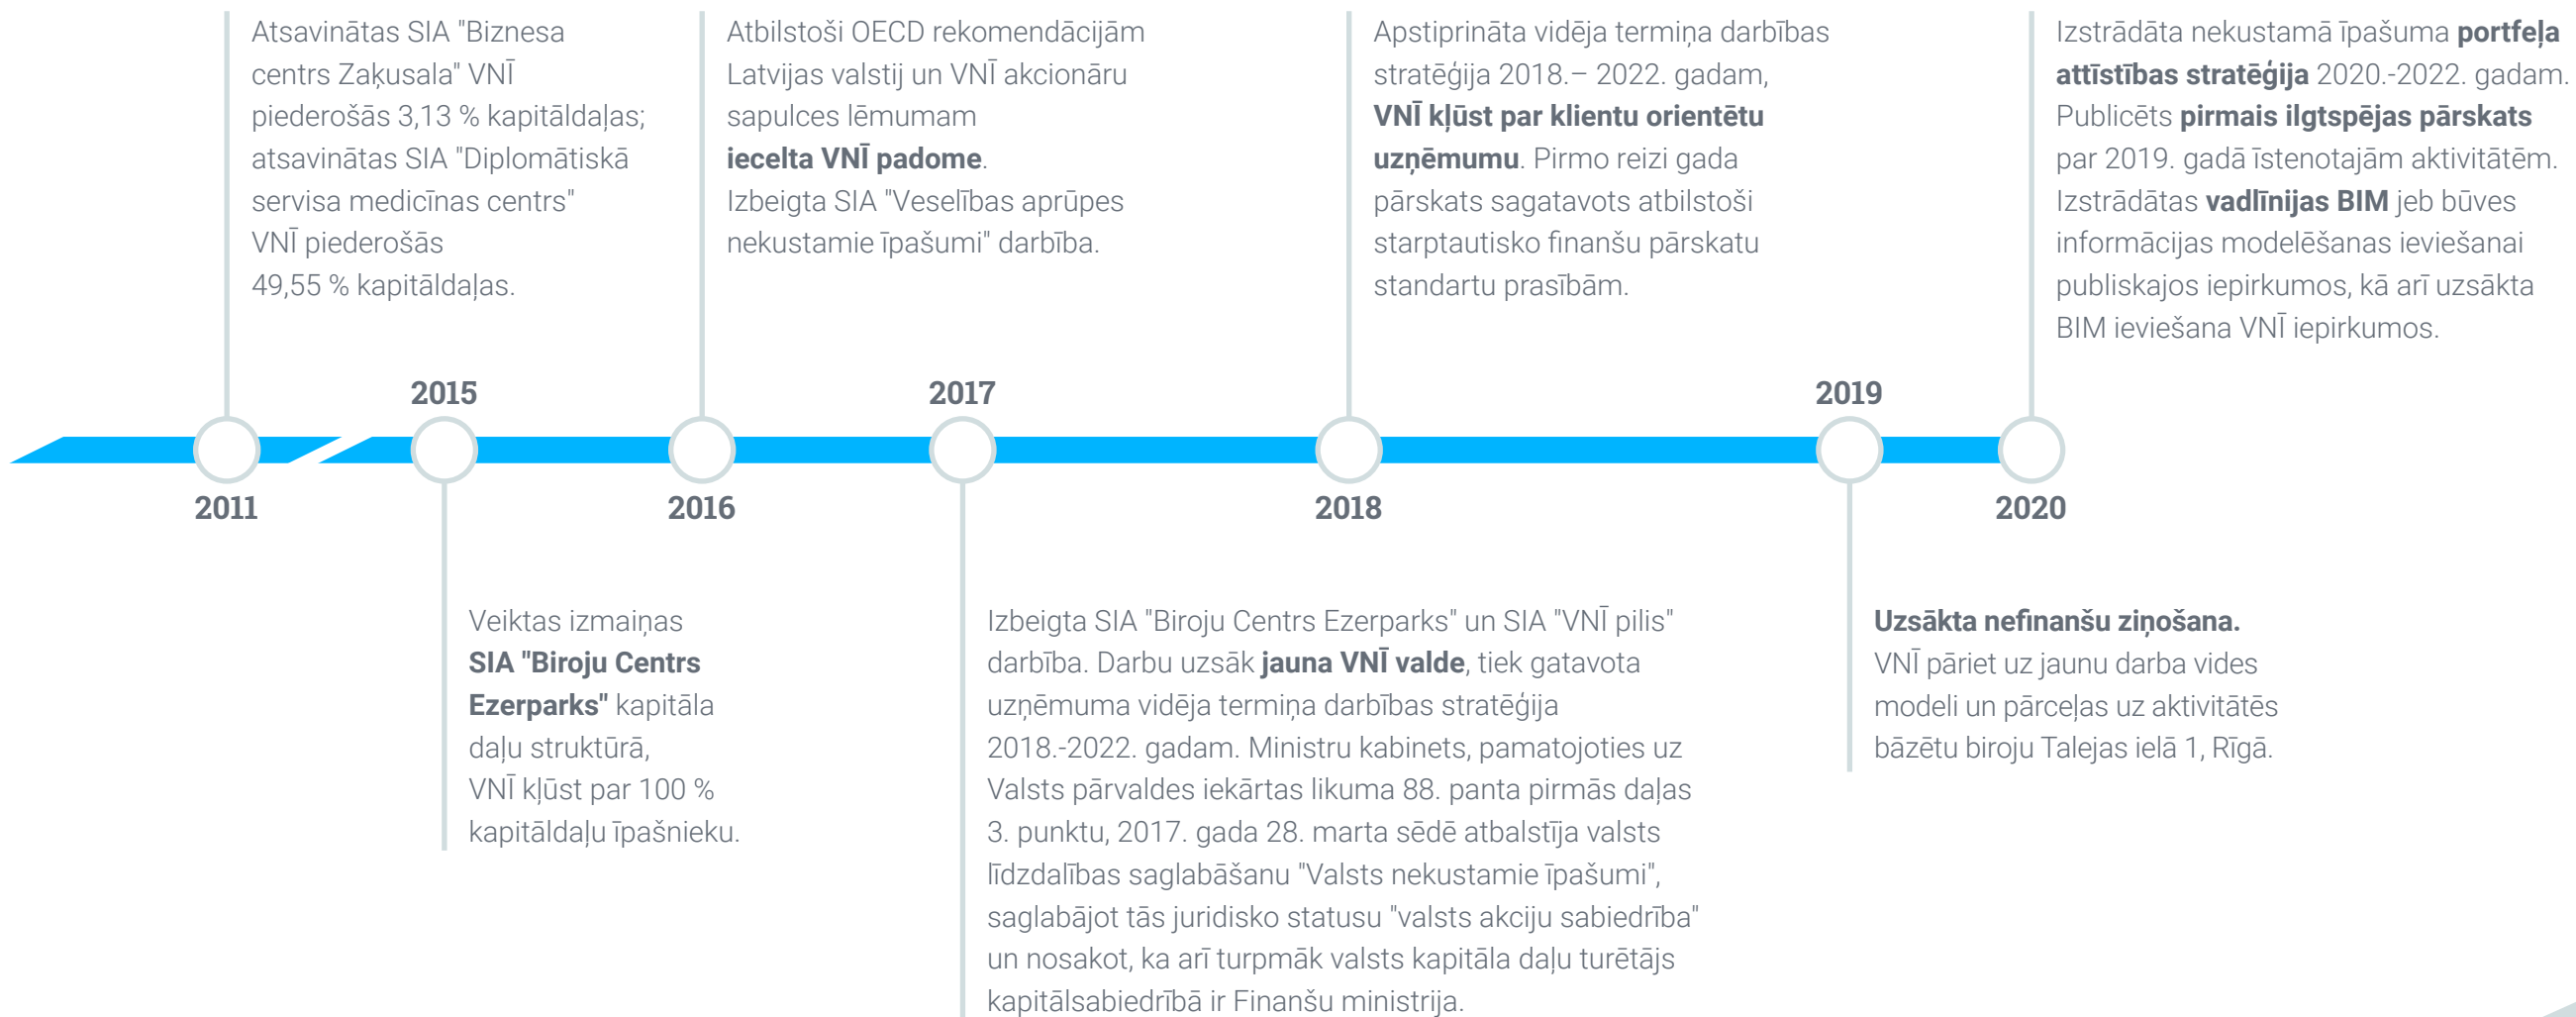 Atsavinātas SIA "Biznesa
centrs Zaķusala" VNĪ
piederošās 3,13 % kapitāldaļas;
atsavinātas SIA "Diplomātiskā
servisa medicīnas centrs"
VNĪ piederošās
49,55 % kapitāldaļas.
2011
2015
Veiktas izmaiņas
SIA "Biroju Centrs
Ezerparks" kapitāla
daļu struktūrā,
VNĪ kļūst par 100 %
kapitāldaļu īpašnieku.
Atbilstoši OECD rekomendācijām
Latvijas valstij un VNĪ akcionāru
sapulces lēmumam
iecelta VNĪ padome.
Izbeigta SIA "Veselības aprūpes
nekustamie īpašumi" darbība.
2016
2017
Izbeigta SIA "Biroju Centrs Ezerparks" un SIA "VNĪ pilis"
darbība. Darbu uzsāk jauna VNĪ valde, tiek gatavota
uzņēmuma vidēja termiņa darbības stratēģija
2018.-2022. gadam. Ministru kabinets, pamatojoties uz
Valsts pārvaldes iekārtas likuma 88. panta pirmās daļas
3. punktu, 2017. gada 28. marta sēdē atbalstīja valsts
līdzdalības saglabāšanu "Valsts nekustamie īpašumi",
saglabājot tās juridisko statusu "valsts akciju sabiedrība"
un nosakot, ka arī turpmāk valsts kapitāla daļu turētājs
kapitālsabiedrībā ir Finanšu ministrija.
Apstiprināta vidēja termiņa darbības
stratēģija 2018.– 2022. gadam,
VNĪ kļūst par klientu orientētu
uzņēmumu. Pirmo reizi gada
pārskats sagatavots atbilstoši
starptautisko finanšu pārskatu
standartu prasībām.
2018
2019
Uzsākta nefinanšu ziņošana.
VNĪ pāriet uz jaunu darba vides
modeli un pārceļas uz aktivitātēs
bāzētu biroju Talejas ielā 1, Rīgā.
Izstrādāta nekustamā īpašuma portfeļa
attīstības stratēģija 2020.-2022. gadam.
Publicēts pirmais ilgtspējas pārskats
par 2019. gadā īstenotajām aktivitātēm.
Izstrādātas vadlīnijas BIM jeb būves
informācijas modelēšanas ieviešanai
publiskajos iepirkumos, kā arī uzsākta
BIM ieviešana VNĪ iepirkumos.
2020